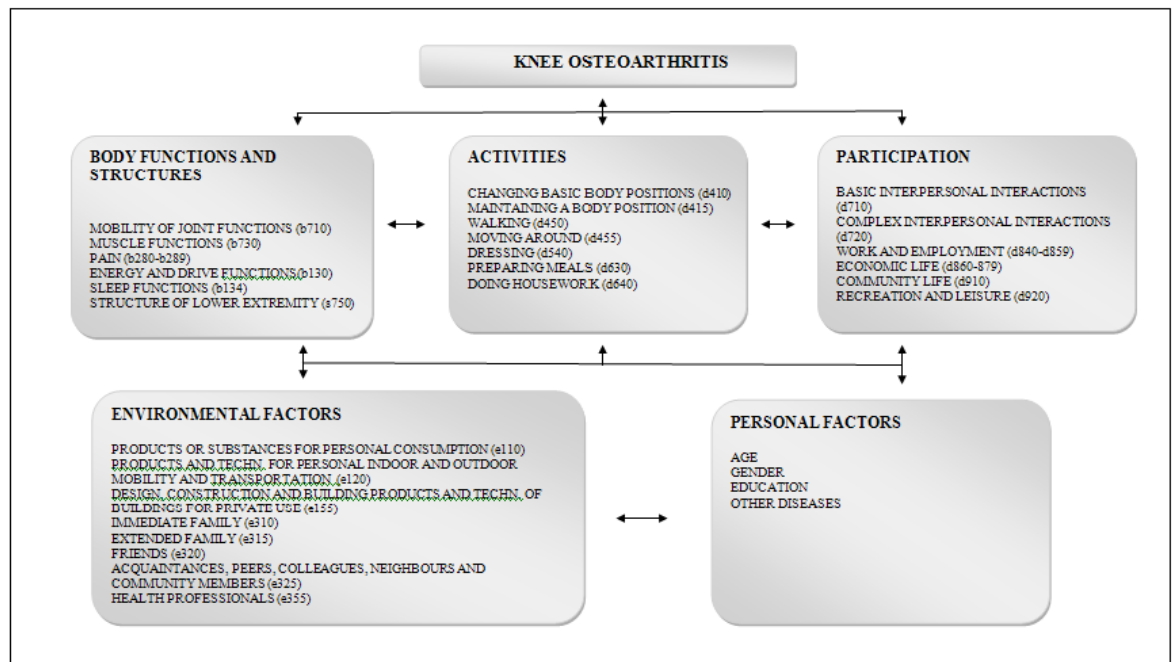 KNEE OSTEOARTHRITIS
BODY FUNCTIONS AND
STRUCTURES
MOBILITY OF JOINT FUNCTIONS (b710)
MUSCLE FUNCTIONS (b730)
PAIN (b280-b289)
ENERGY AND DRIVE FUNCTIONS(b130)
SLEEP FUNCTIONS (b134)
STRUCTURE OF LOWER EXTREMITY (s750)
ACTIVITIES
CHANGING BASIC BODY POSITIONS (d410)
MAINTAINING A BODY POSITION (d415)
WALKING (d450)
MOVING AROUND (d455)
DRESSING (d540)
PREPARING MEALS (d630)
DOING HOUSEWORK (d640)
PARTICIPATION
BASIC INTERPERSONAL INTERACTIONS
(d710)
COMPLEX INTERPERSONAL INTERACTIONS
(d720)
WORK AND EMPLOYMENT (d840-d859)
ECONOMIC LIFE (d860-879)
COMMUNITY LIFE (d910)
RECREATION AND LEISURE (d920)
ENVIRONMENTAL FACTORS
PRODUCTS OR SUBSTANCES FOR PERSONAL CONSUMPTION (e110)
PRODUCTS AND TECHN. FOR PERSONAL INDOOR AND OUTDOOR
MOBILITY AND TRANSPORTATION (e120)
DESIGN, CONSTRUCTION AND BUILDING PRODUCTS AND TECHN. OF
BUILDINGS FOR PRIVATE USE (e155)
IMMEDIATE FAMILY (e310)
EXTENDED FAMILY (e315)
FRIENDS (e320)
ACQUAINTANCES, PEERS, COLLEAGUES, NEIGHBOURS AND
COMMUNITY MEMBERS (e325)
HEALTH PROFESSIONALS (e355)
PERSONAL FACTORS
AGE
GENDER
EDUCATION
OTHER DISEASES